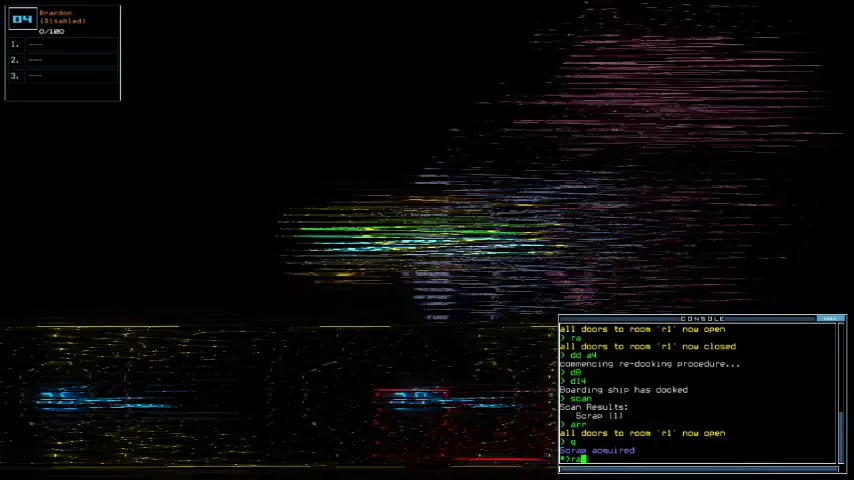 04
Brandon
(Disabled)
0/100
1. ---
2. ---
3. ---
CONSOLE
all doors to room 'r1' now open
> ra
all doors to room 'r1' now closed
> dd a4
commencing re-docking procedure...
> d8
> d14
Boarding ship has docked
> scan
Scan Results:
Scrap (1)
> arr
all doors to room 'r1' now open
> g
Scrap acquired
>ra